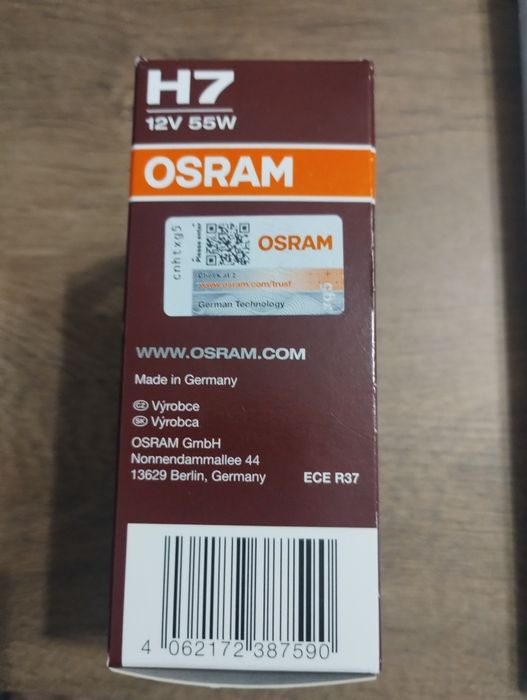 H7
12V 55W
OSRAM
cnhtxg5
Please enter
OSRAM
Check at
www.osram.com/trust
xg5
German Technology
WWW.OSRAM.COM
Made in Germany
CZ Výrobce
SK Výrobca
OSRAM GmbH
Nonnendammallee 44
13629 Berlin, Germany
ECE R37
4 062172 387590